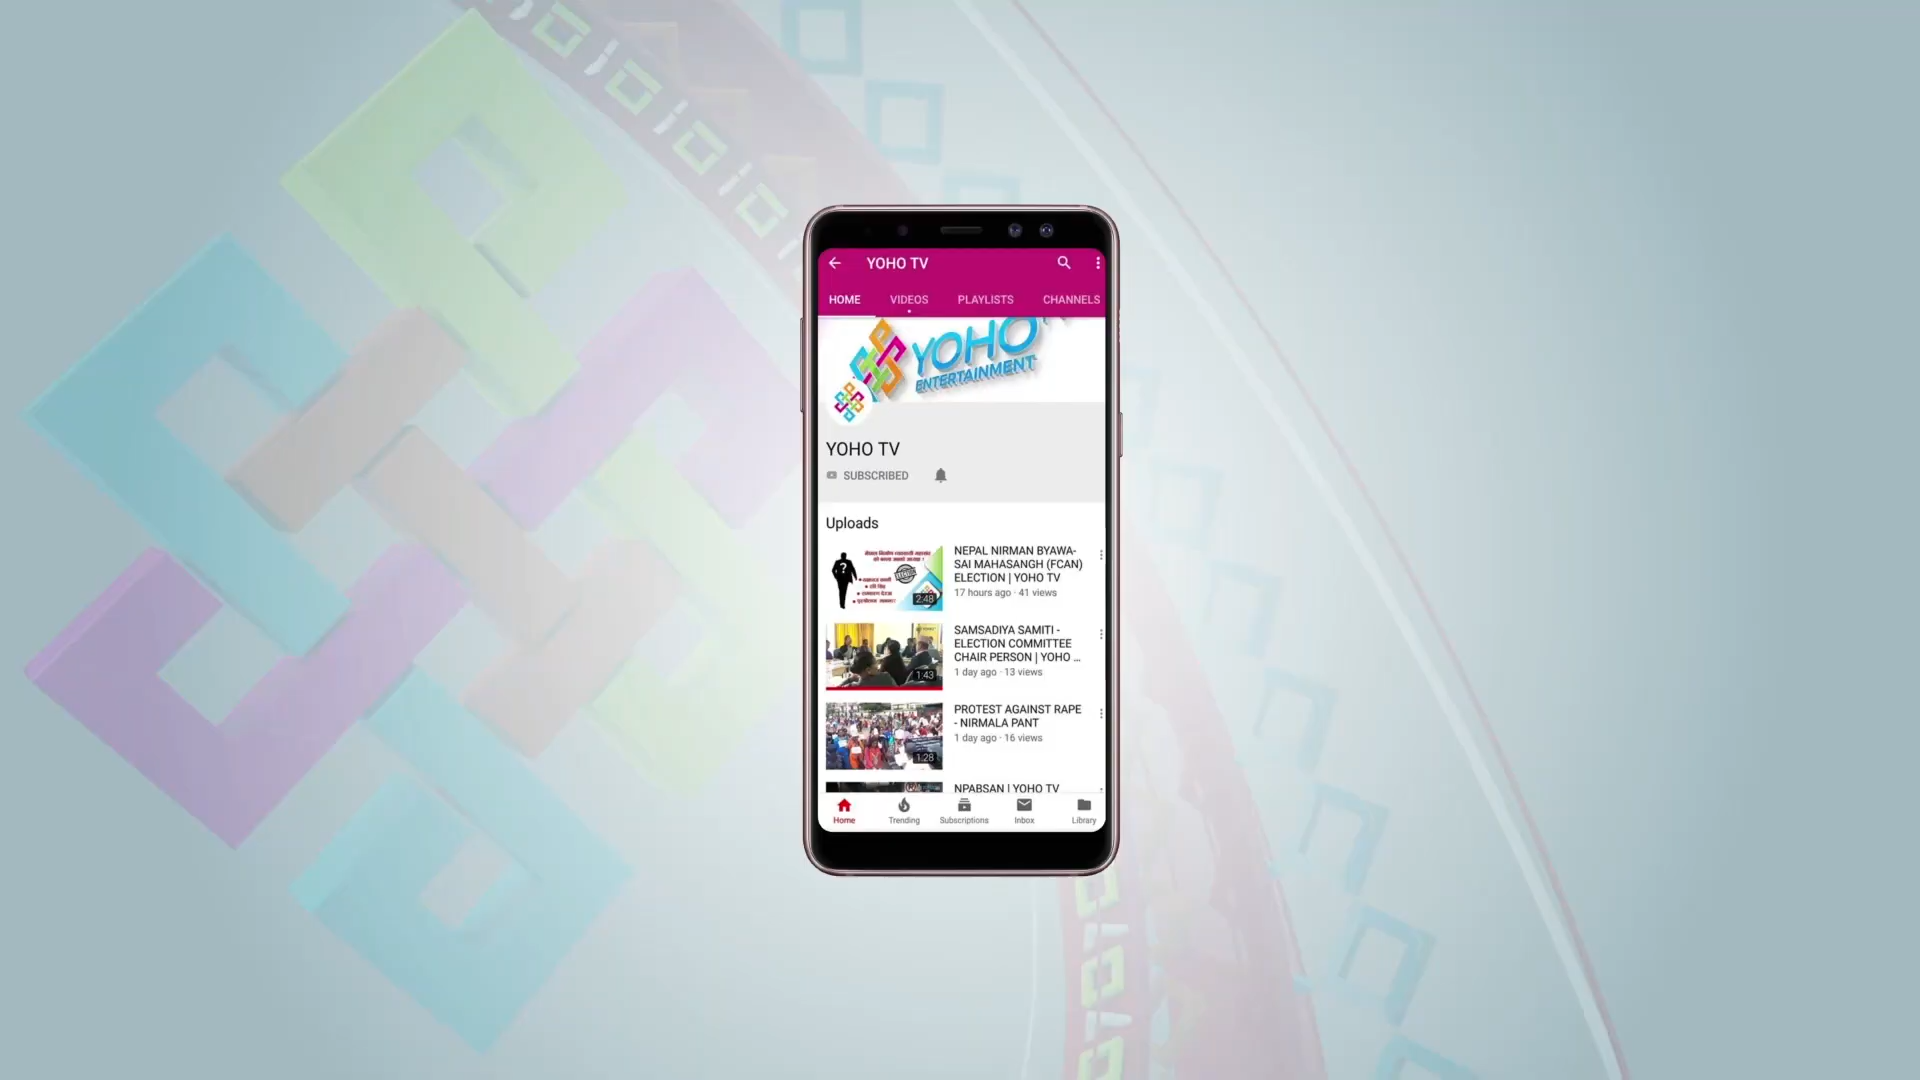 YOHO TV
HOME VIDEOS PLAYLISTS CHANNELS
YOHO
ENTERTAINMENT
YOHO TV
SUBSCRIBED
Uploads
NEPAL NIRMAN BYAWA-
SAI MAHASANGH (FCAN)
ELECTION | YOHO TV
17 hours ago · 41 views
?
2:48
SAMSADIYA SAMITI -
ELECTION COMMITTEE
CHAIR PERSON | YOHO ...
1 day ago · 13 views
1:43
PROTEST AGAINST RAPE
- NIRMALA PANT
1 day ago · 16 views
1:28
NPABSAN | YOHO TV
Home Trending Subscriptions Inbox Library